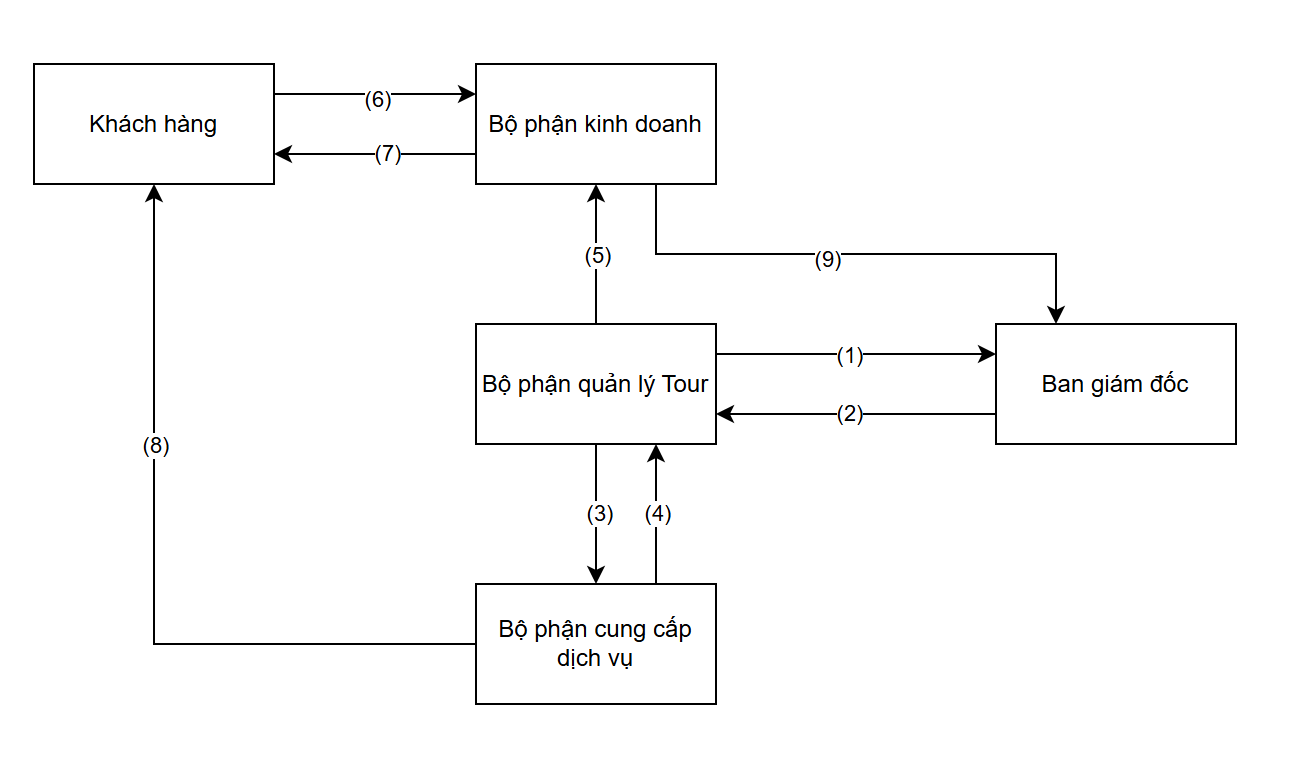 (6)
Khách hàng
Bộ phận kinh doanh
(7)
(5)
(9)
(1)
Bộ phận quản lý Tour
Ban giám đốc
(2)
(8)
(3)
(4)
Bộ phận cung cấp
dịch vụ